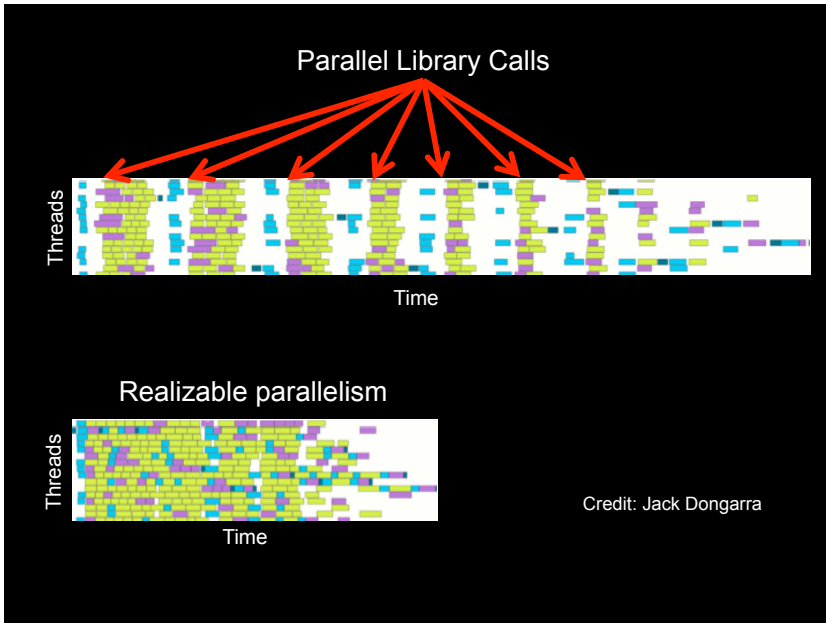 Parallel Library Calls
Threads
Time
Realizable parallelism
Threads
Time
Credit: Jack Dongarra